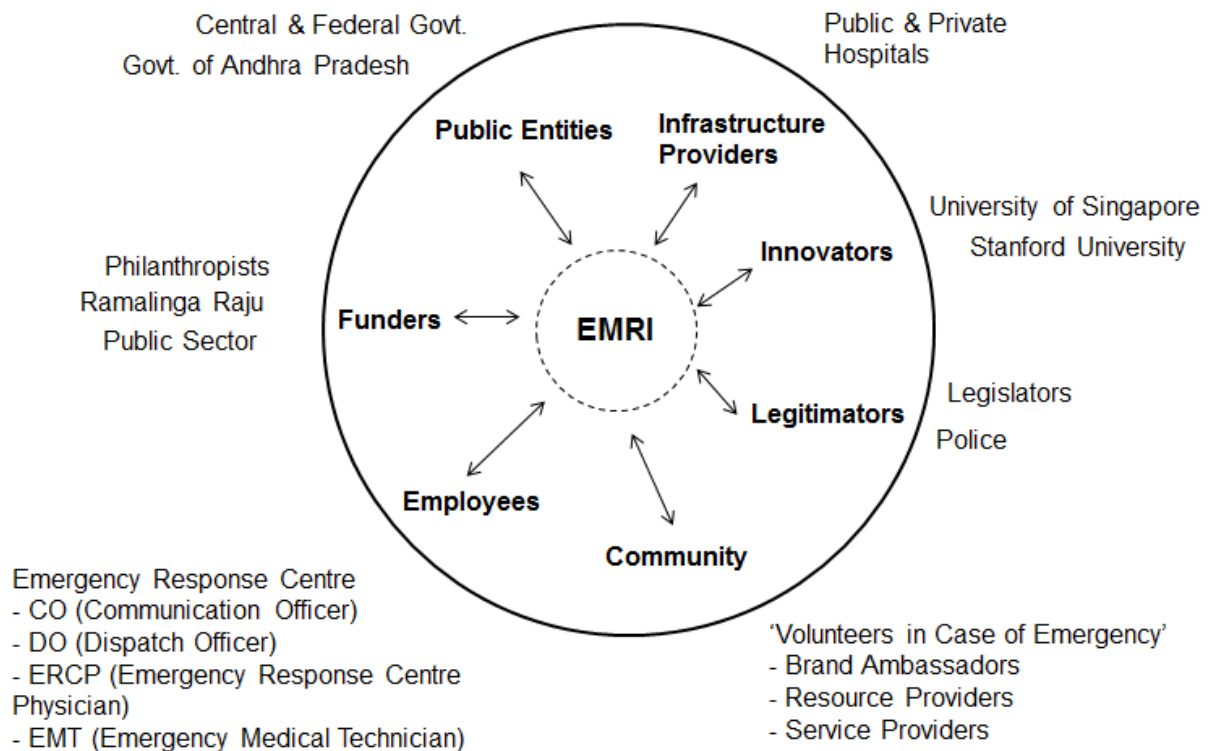 Central & Federal Govt.
Govt. of Andhra Pradesh
Public & Private
Hospitals
Public Entities
Infrastructure
Providers
University of Singapore
Stanford University
Innovators
Philanthropists
Ramalinga Raju
Public Sector
Funders
EMRI
Legitimators
Legislators
Police
Employees
Community
Emergency Response Centre
- CO (Communication Officer)
- DO (Dispatch Officer)
- ERCP (Emergency Response Centre
Physician)
- EMT (Emergency Medical Technician)
‘Volunteers in Case of Emergency’
- Brand Ambassadors
- Resource Providers
- Service Providers